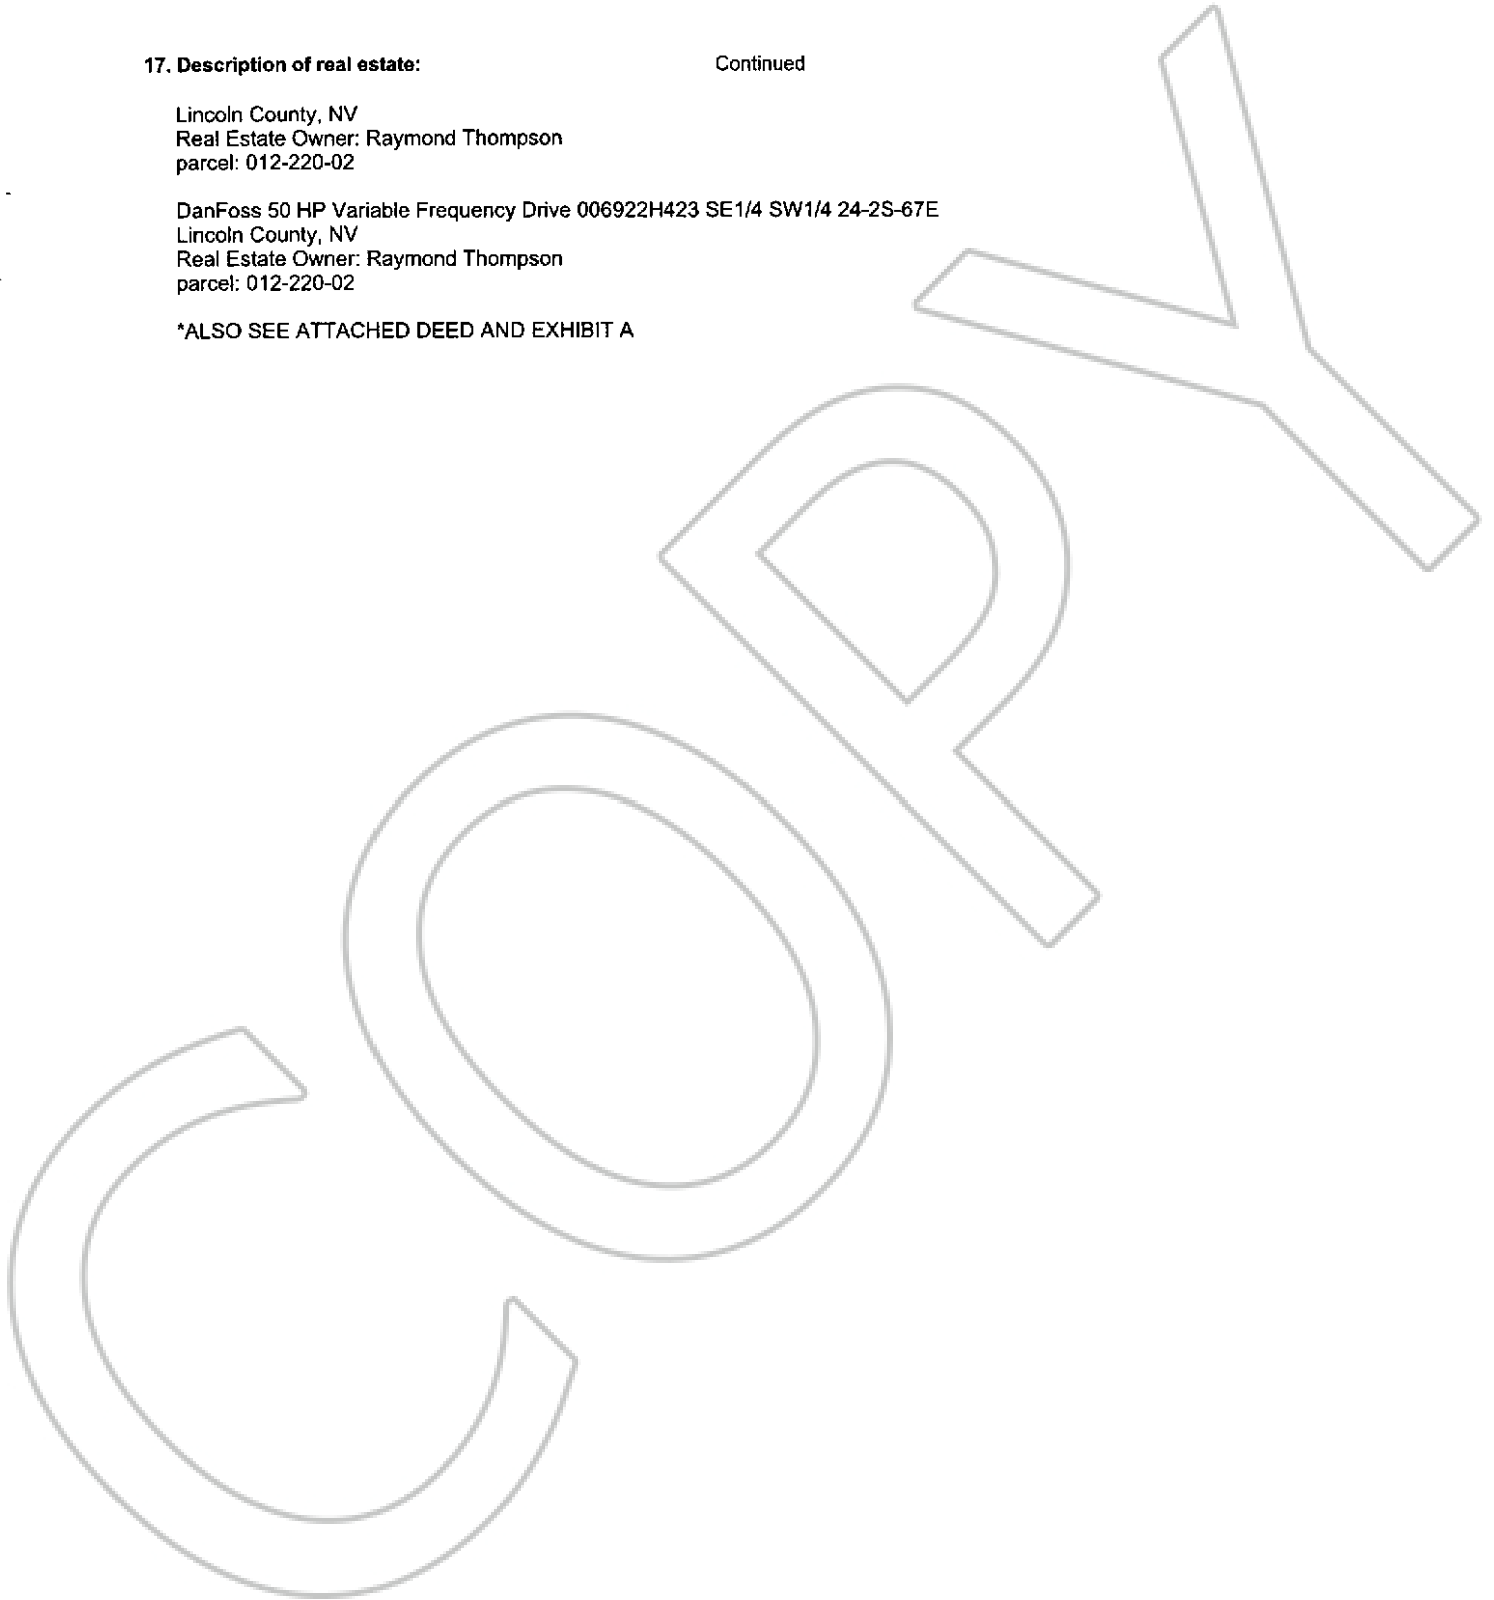 17. Description of real estate: Continued
Lincoln County, NV
Real Estate Owner: Raymond Thompson
parcel: 012-220-02
DanFoss 50 HP Variable Frequency Drive 006922H423 SE1/4 SW1/4 24-2S-67E
Lincoln County, NV
Real Estate Owner: Raymond Thompson
parcel: 012-220-02
*ALSO SEE ATTACHED DEED AND EXHIBIT A
COPY